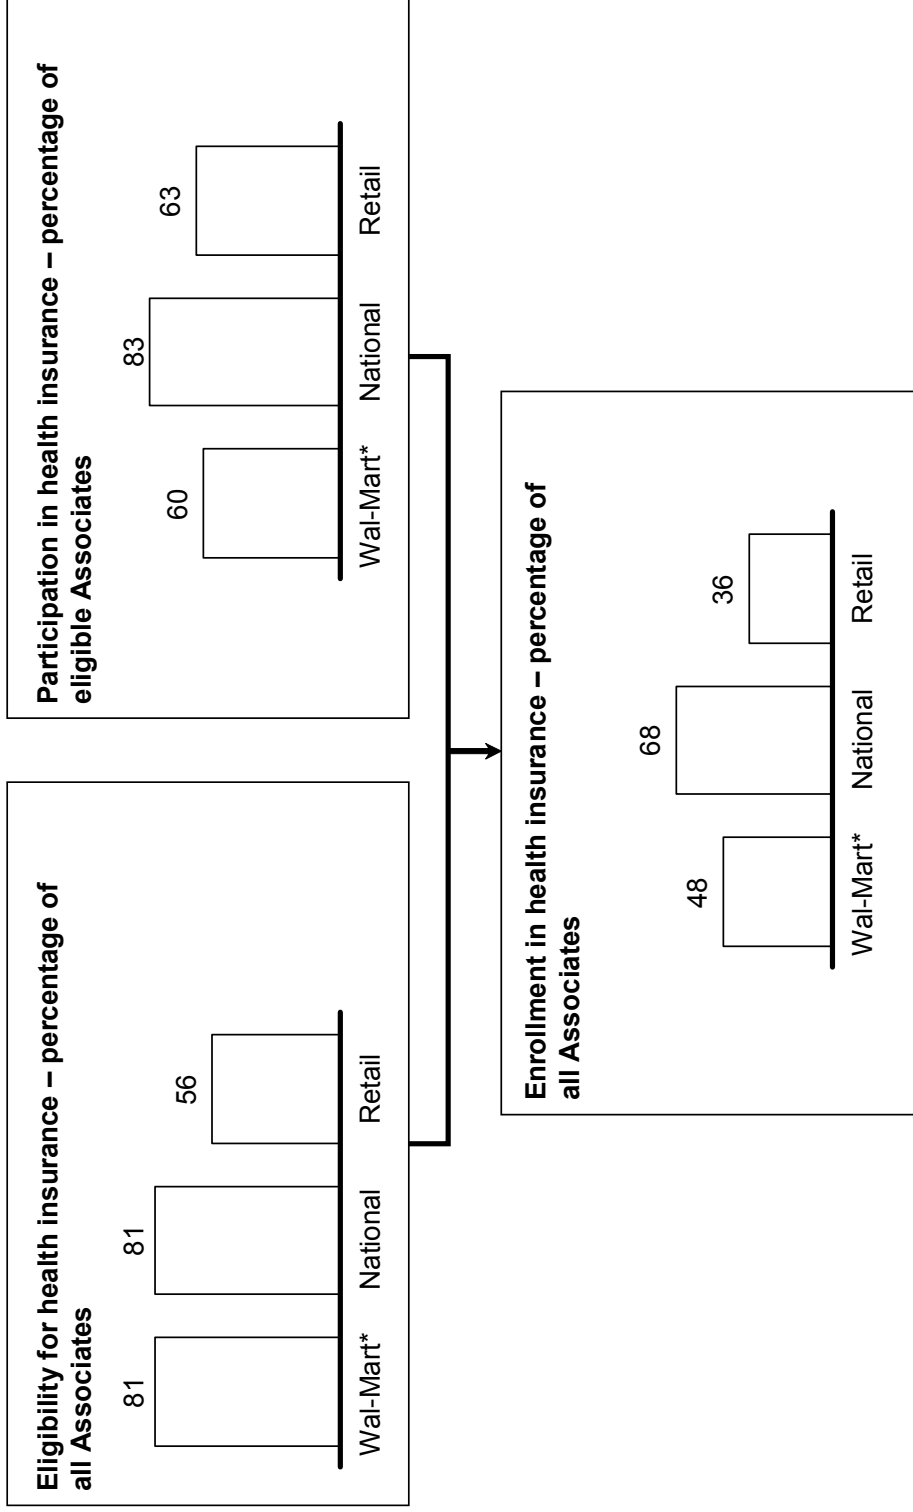 Eligibility for health insurance – percentage of
all Associates
81
81
56
Wal-Mart*
National
Retail
Participation in health insurance – percentage of
eligible Associates
60
83
63
Wal-Mart*
National
Retail
Enrollment in health insurance – percentage of
all Associates
48
68
36
Wal-Mart*
National
Retail